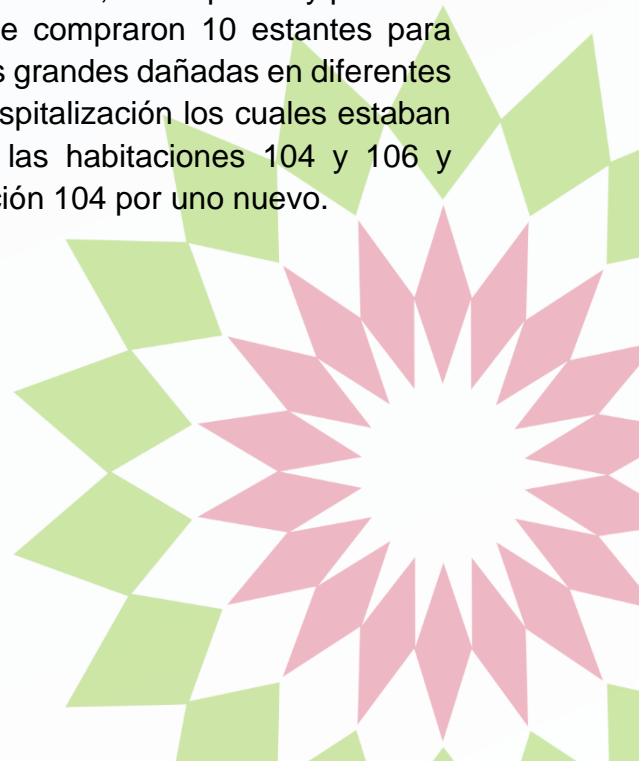 e compraron 10 estantes para
s grandes dañadas en diferentes
spitalización los cuales estaban
las habitaciones 104 y 106 y
ción 104 por uno nuevo.